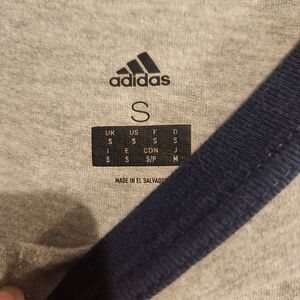 adidas
S
UK US F D
S S S S
I E CDN J
S S S/P M
MADE IN EL SALVADOR